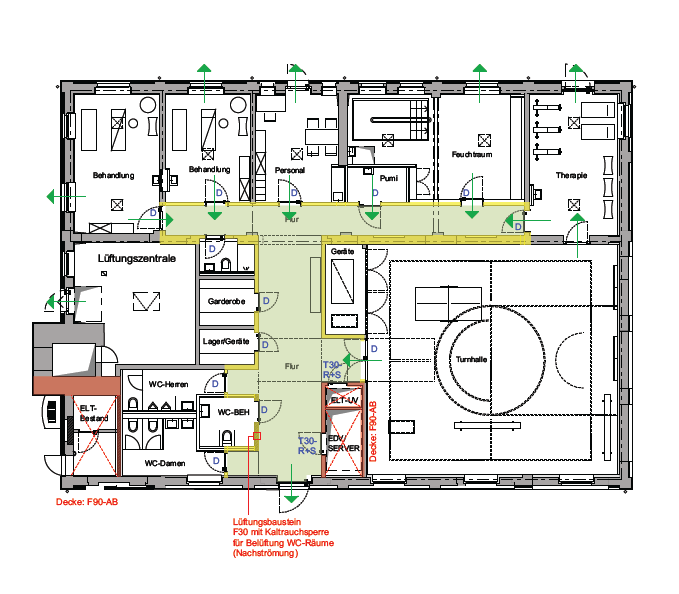 Behandlung
Behandlung
Personal
Pumi
Feuchtraum
Therapie
D
D
D
D
D
D
Flur
D
Lüftungszentrale
Geräte
Garderobe
D
Lager/Geräte
D
D
Turnhalle
Flur
T30-
R+S
WC-Herren
D
EDV
ELT-UV
ELT-
Bestand
WC-BEH
D
Decke: F90-AB
T30-
R+S
EDV/
SERVER
WC-Damen
D
Decke: F90-AB
Lüftungsbaustein
F30 mit Kaltrauchsperre
für Belüftung WC-Räume
(Nachströmung)